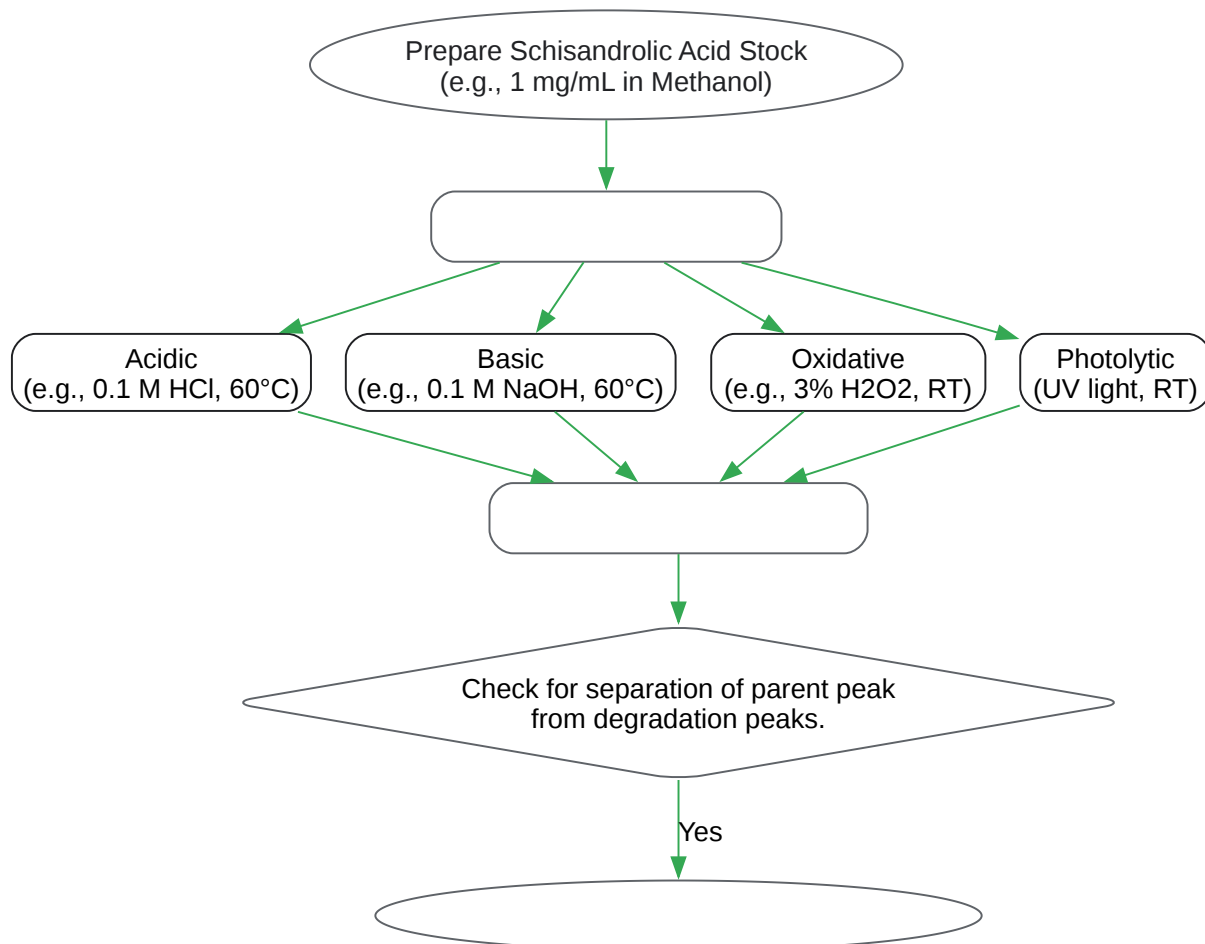 Prepare Schisandrolic Acid Stock
(e.g., 1 mg/mL in Methanol)
Acidic
(e.g., 0.1 M HCl, 60°C)
Basic
(e.g., 0.1 M NaOH, 60°C)
Oxidative
(e.g., 3% H2O2, RT)
Photolytic
(UV light, RT)
Check for separation of parent peak
from degradation peaks.
Yes